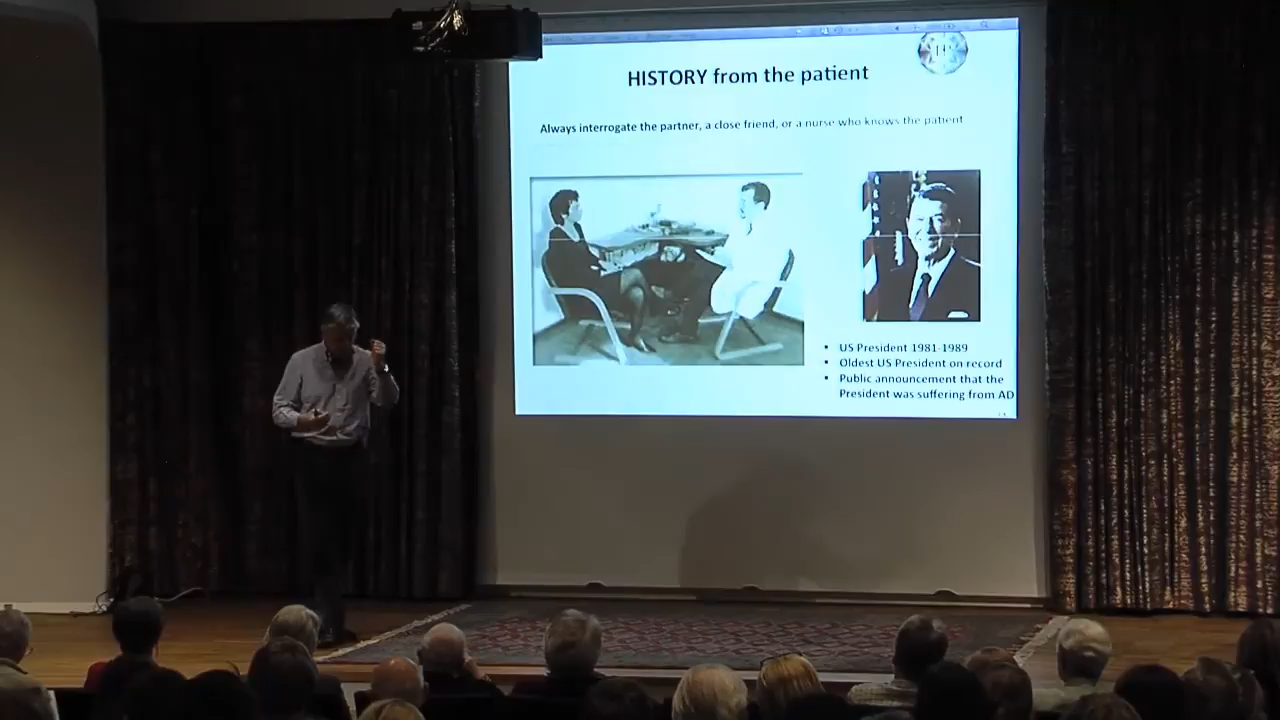 HISTORY from the patient
Always interrogate the partner, a close friend, or a nurse who knows the patient
• US President 1981-1989
• Oldest US President on record
• Public announcement that the
President was suffering from AD